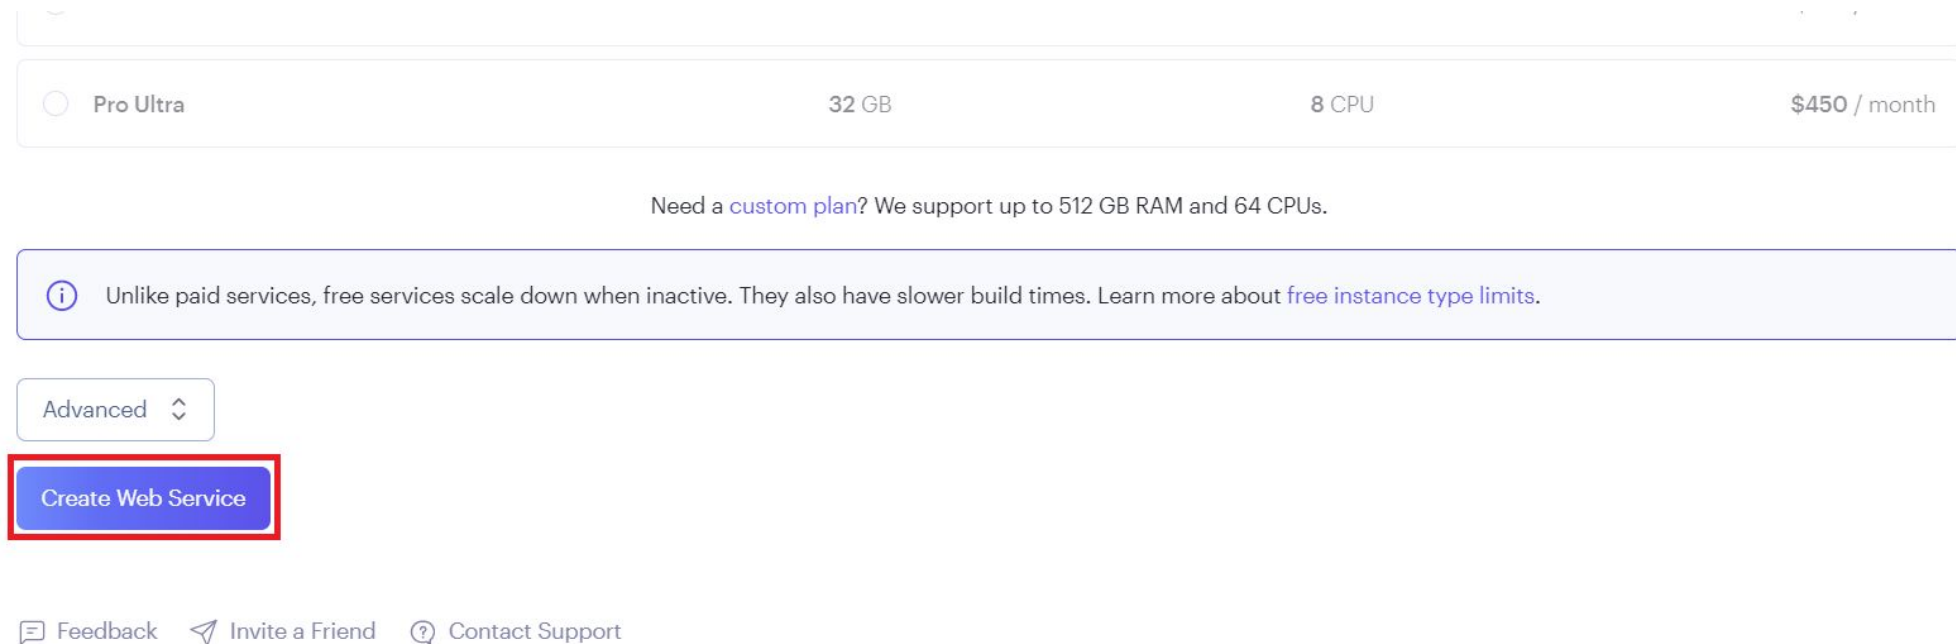 Pro Ultra 32 GB 8 CPU $450 / month
Need a custom plan? We support up to 512 GB RAM and 64 CPUs.
Unlike paid services, free services scale down when inactive. They also have slower build times. Learn more about free instance type limits.
Advanced
Create Web Service
Feedback Invite a Friend Contact Support